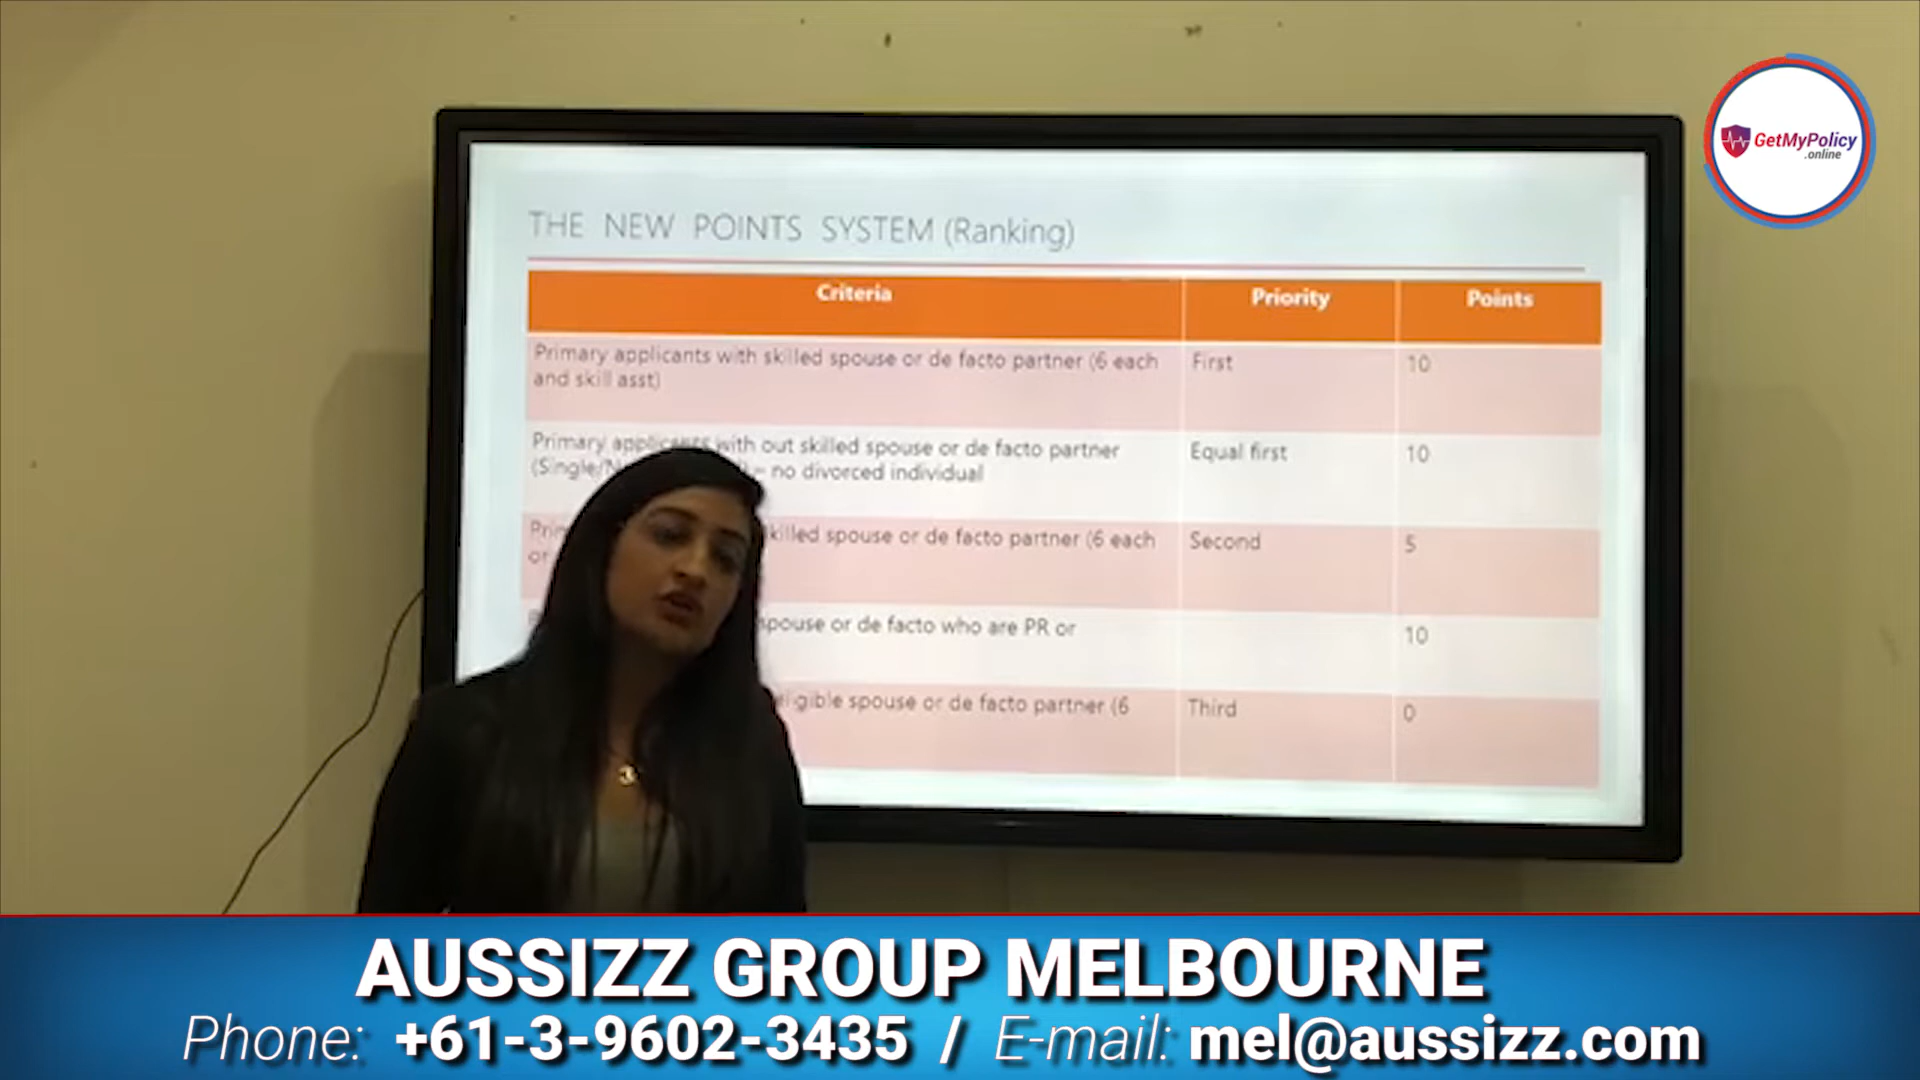 GetMyPolicy
.online
THE NEW POINTS SYSTEM (Ranking)
Criteria Priority Points
Primary applicants with skilled spouse or de facto partner (6 each First 10
and skill asst)
Primary applicants with out skilled spouse or de facto partner Equal first 10
(Single/ – no divorced individual
skilled spouse or de facto partner (6 each Second 5
or
spouse or de facto who are PR or 10
eligible spouse or de facto partner (6 Third 0
AUSSIZZ GROUP MELBOURNE
Phone: +61-3-9602-3435 / E-mail: mel@aussizz.com